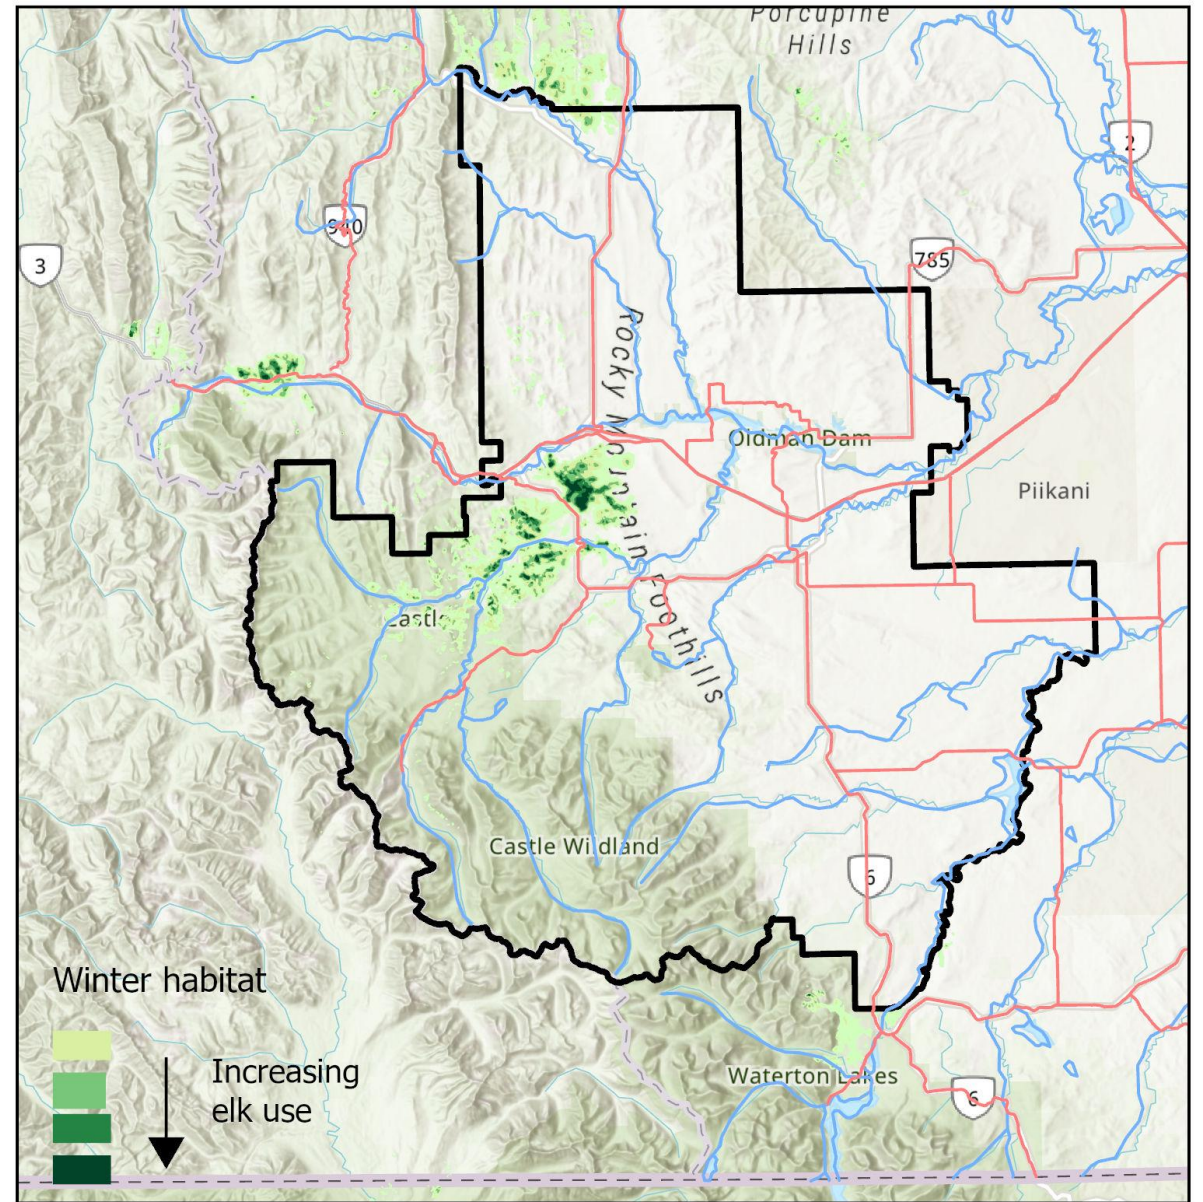 Porcupine
Hills
2
940
3
785
Rocky Mountain Foothills
Oldman Dam
Piikani
Castle
Castle Wildland
6
Winter habitat
Increasing
elk use
Waterton Lakes
6